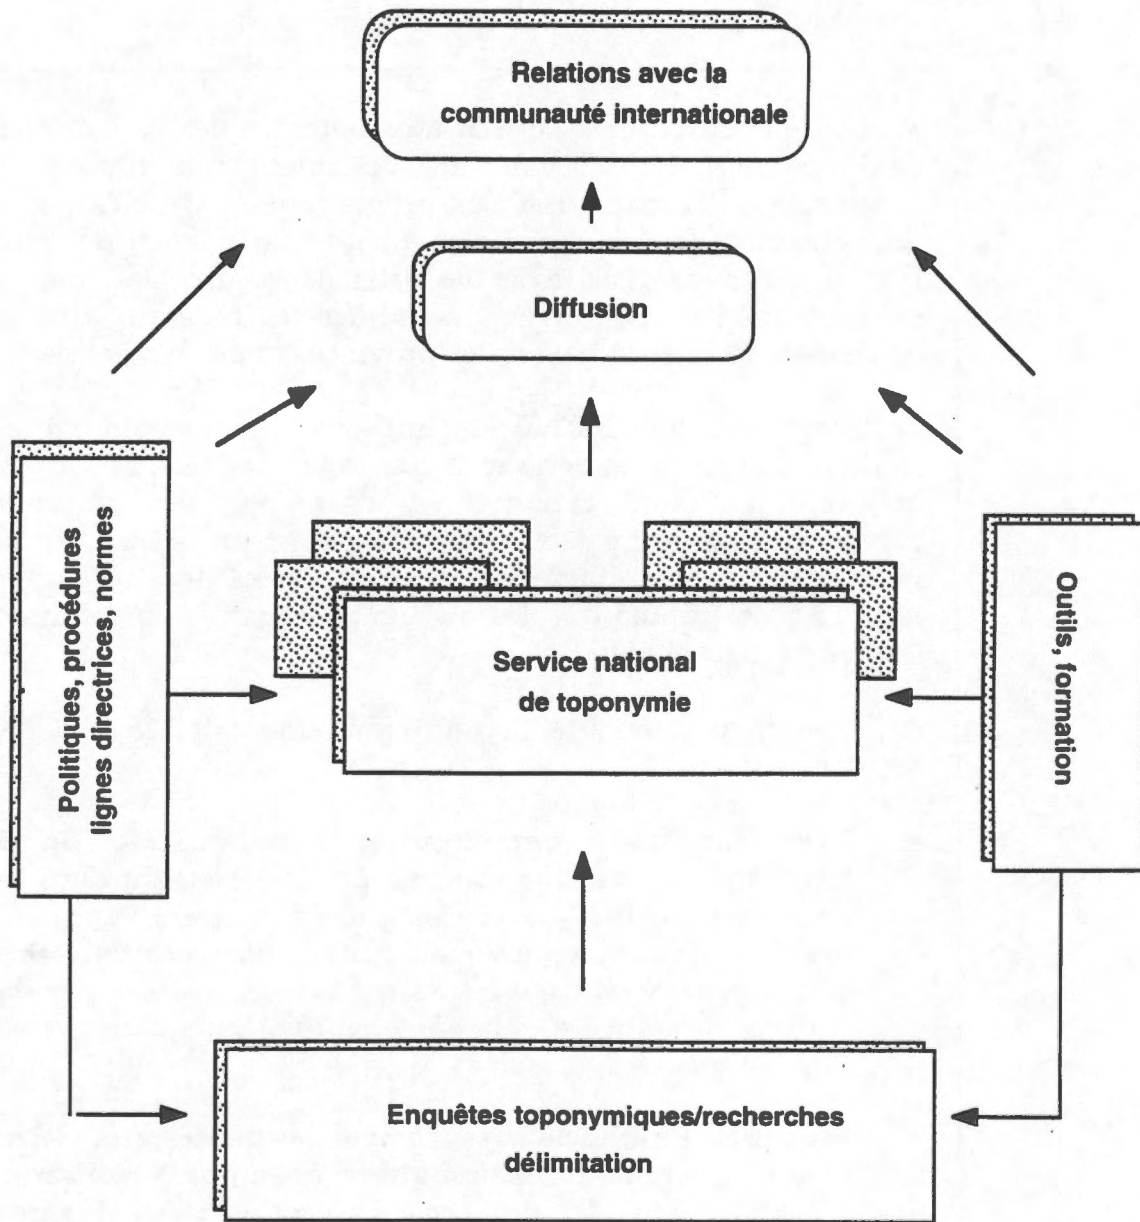 Relations avec la
communauté internationale
Diffusion
Politiques, procédures
lignes directrices, normes
Service national
de toponymie
Outils, formation
Enquêtes toponymiques/recherches
délimitation